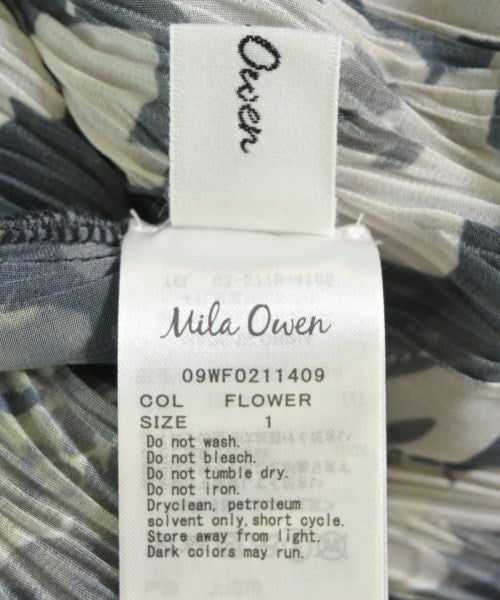 Owen
Mila Owen
09WF0211409
COL FLOWER
SIZE 1
Do not wash.
Do not bleach.
Do not tumble dry.
Do not iron.
Dryclean, petroleum
solvent only, short cycle.
Store away from light.
Dark colors may run.